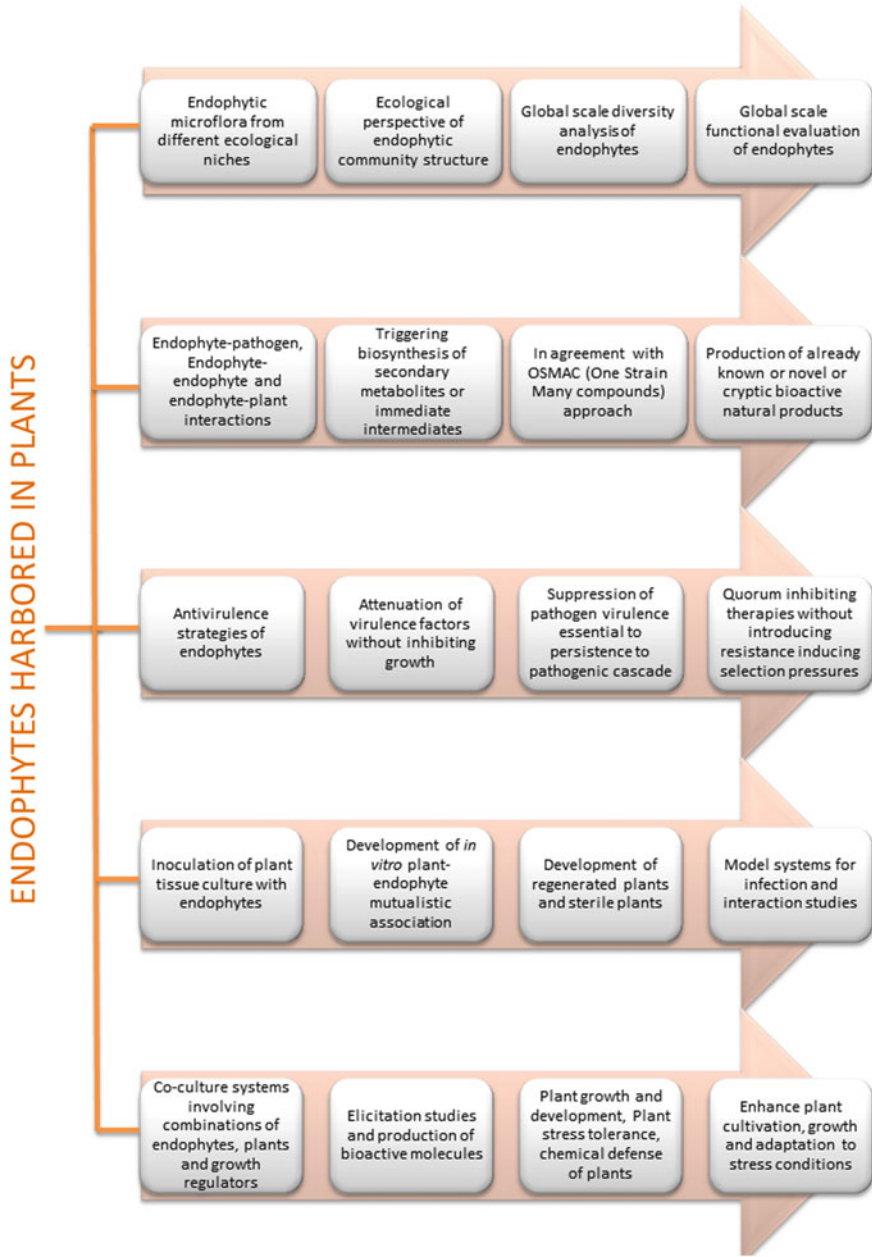 ENDOPHYTES HARBORED IN PLANTS
Endophytic
microflora from
different ecological
niches
Ecological
perspective of
endophytic
community structure
Global scale diversity
analysis of
endophytes
Global scale
functional evaluation
of endophytes
Endophyte-pathogen,
Endophyte-
endophyte and
endophyte-plant
interactions
Triggering
biosynthesis of
secondary
metabolites or
immediate
intermediates
In agreement with
OSMAC (One Strain
Many compounds)
approach
Production of already
known or novel or
cryptic bioactive
natural products
Antivirulence
strategies of
endophytes
Attenuation of
virulence factors
without inhibiting
growth
Suppression of
pathogen virulence
essential to
persistence to
pathogenic cascade
Quorum inhibiting
therapies without
introducing
resistance inducing
selection pressures
Inoculation of plant
tissue culture with
endophytes
Development of in
vitro plant-
endophyte
mutualistic
association
Development of
regenerated plants
and sterile plants
Model systems for
infection and
interaction studies
Co-culture systems
involving
combinations of
endophytes, plants
and growth
regulators
Elicitation studies
and production of
bioactive molecules
Plant growth and
development, Plant
stress tolerance,
chemical defense of
plants
Enhance plant
cultivation, growth
and adaptation to
stress conditions